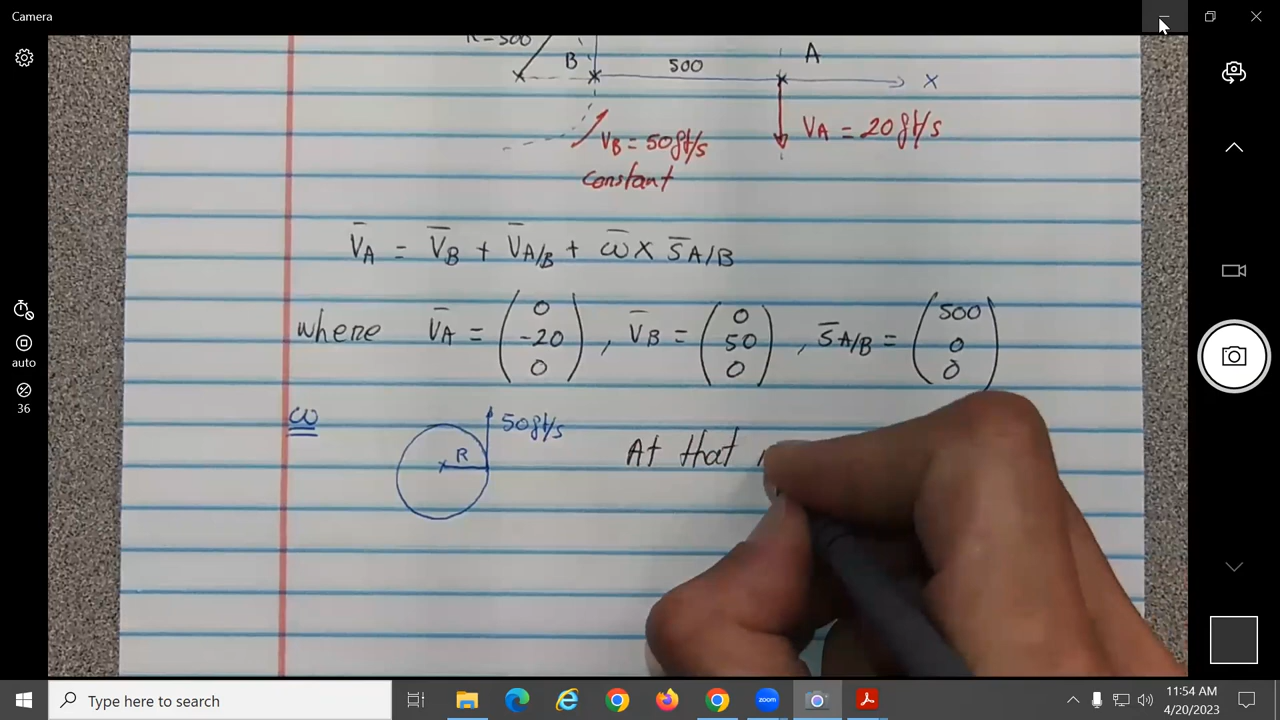 Camera
R=500
B
500
A
X
VB = 50ft/s
constant
VA = 20ft/s
V̄A = V̄B + V̄A/B + ω̄ x S̄A/B
where V̄A = (0 -20 0), V̄B = (0 50 0), S̄A/B = (500 0 0)
ω
R
50ft/s
At that
auto
36
Type here to search
zoom
11:54 AM
4/20/2023